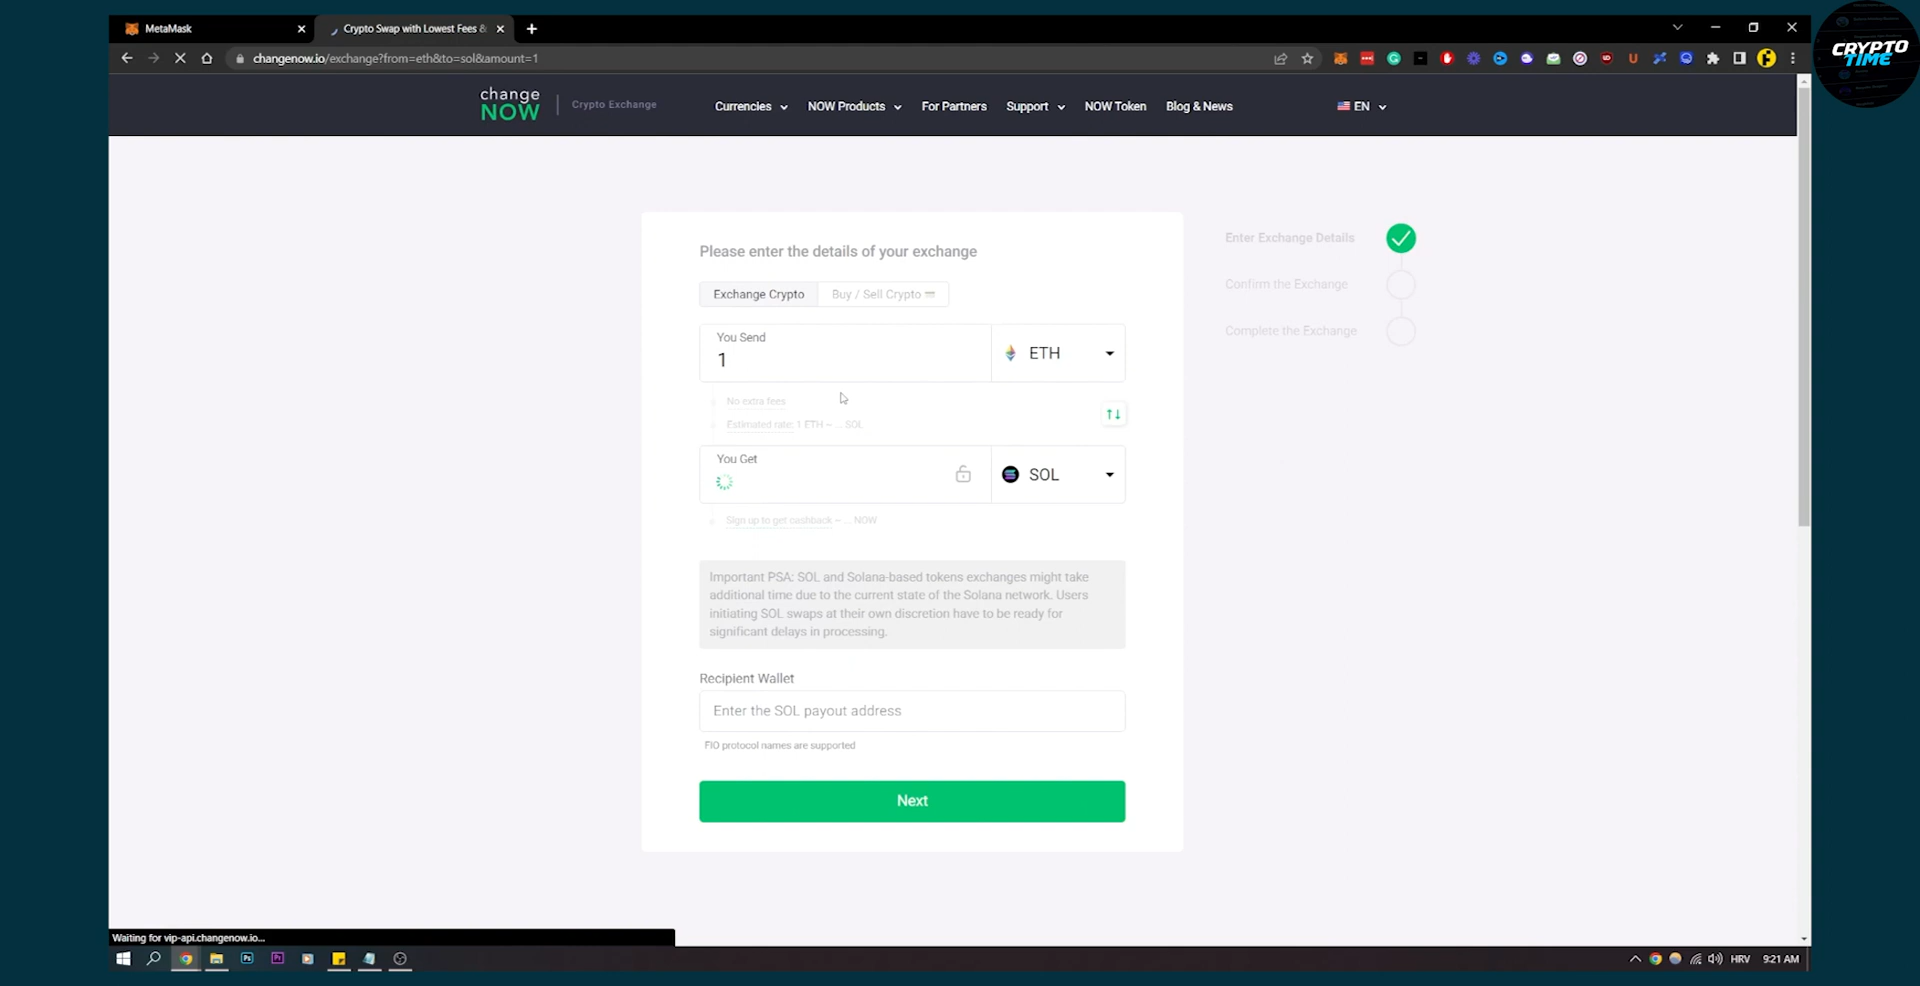 MetaMask
Crypto Swap with Lowest Fees &
changenow.io/exchange?from=eth&to=sol&amount=1
CRYPTO
TIME
change
NOW
Crypto Exchange
Currencies
NOW Products
For Partners
Support
NOW Token
Blog & News
EN
Please enter the details of your exchange
Exchange Crypto
Buy / Sell Crypto
You Send
1
ETH
No extra fees
Estimated rate: 1 ETH ~ ... SOL
You Get
SOL
Sign up to get cashback ~ ... NOW
Important PSA: SOL and Solana-based tokens exchanges might take
additional time due to the current state of the Solana network. Users
initiating SOL swaps at their own discretion have to be ready for
significant delays in processing.
Recipient Wallet
Enter the SOL payout address
FIO protocol names are supported
Next
Enter Exchange Details
Confirm the Exchange
Complete the Exchange
Waiting for vip-api.changenow.io...
Ps
Pr
HRV
9:21 AM